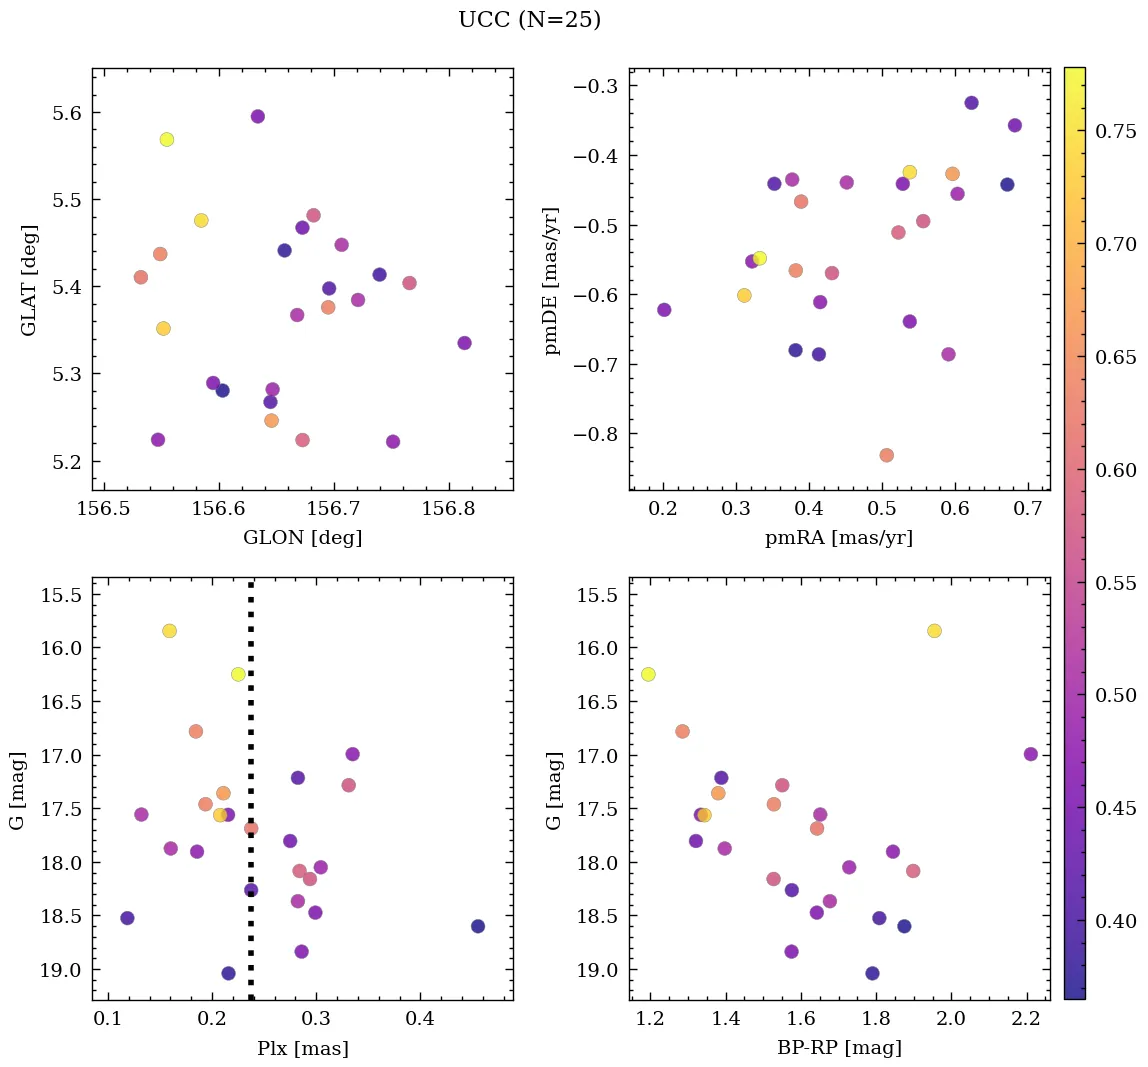 UCC (N=25)
5.6
5.5
5.4
5.3
5.2
GLAT [deg]
156.5 156.6 156.7 156.8
GLON [deg]
−0.3
−0.4
−0.5
−0.6
−0.7
−0.8
pmDE [mas/yr]
0.2 0.3 0.4 0.5 0.6 0.7
pmRA [mas/yr]
15.5
16.0
16.5
17.0
17.5
18.0
18.5
19.0
G [mag]
0.1 0.2 0.3 0.4
Plx [mas]
15.5
16.0
16.5
17.0
17.5
18.0
18.5
19.0
G [mag]
1.2 1.4 1.6 1.8 2.0 2.2
BP-RP [mag]
0.75
0.70
0.65
0.60
0.55
0.50
0.45
0.40